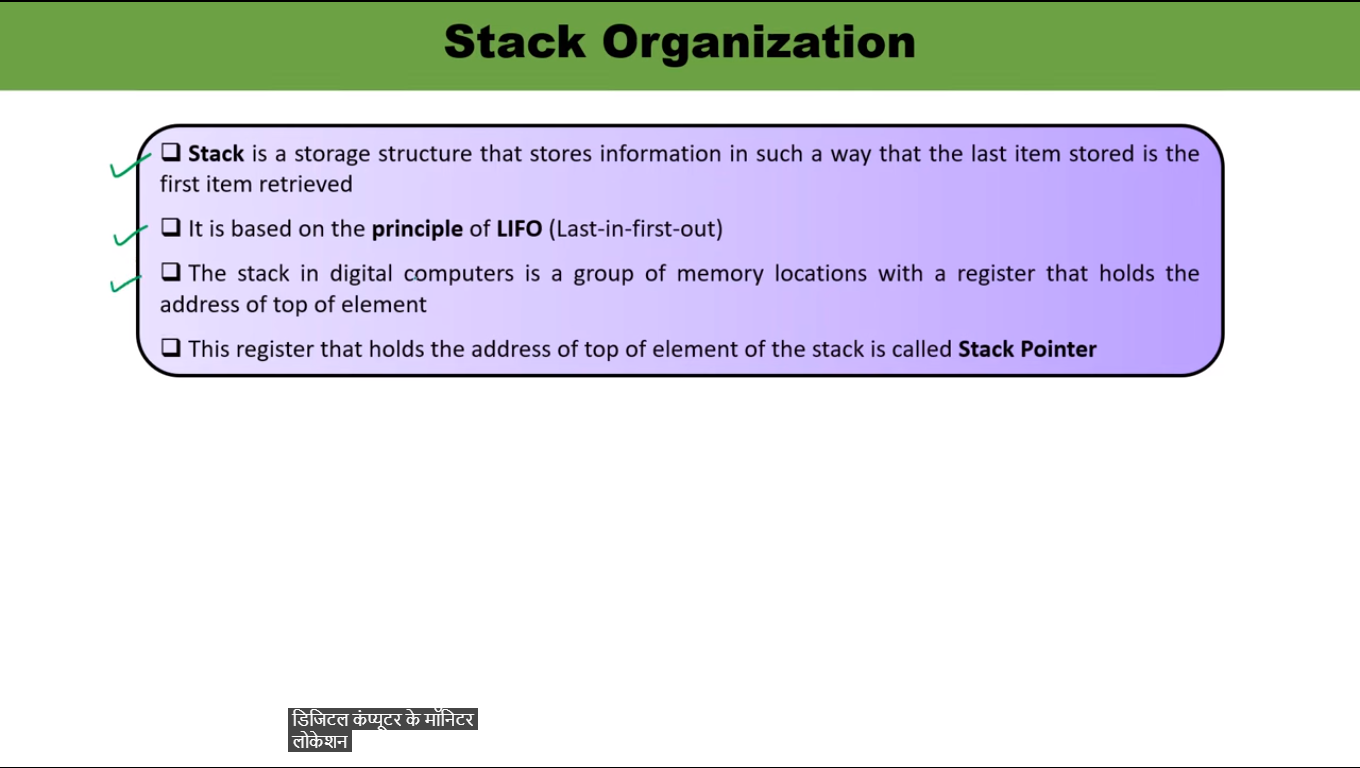 Stack Organization
❑ Stack is a storage structure that stores information in such a way that the last item stored is the
first item retrieved
❑ It is based on the principle of LIFO (Last-in-first-out)
❑ The stack in digital computers is a group of memory locations with a register that holds the
address of top of element
❑ This register that holds the address of top of element of the stack is called Stack Pointer
डिजिटल कंप्यूटर के मॉनिटर
लोकेशन